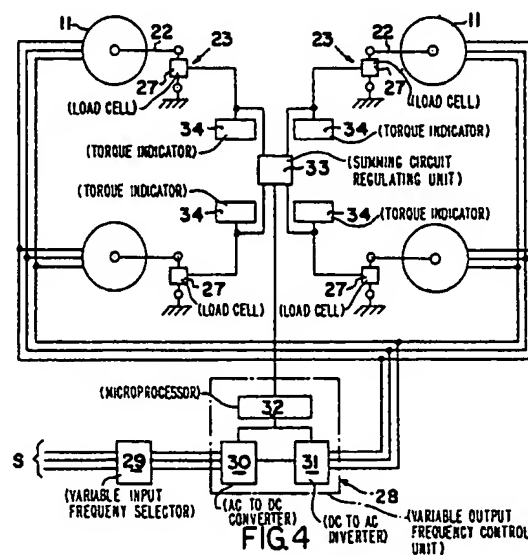 11
22
23
23
22
11
27
(LOAD CELL)
27
(LOAD CELL)
34
(TORQUE INDICATOR)
34
(TORQUE INDICATOR)
33
(SUMMING CIRCUIT
REGULATING UNIT)
(TORQUE INDICATOR)
34
34
(TORQUE INDICATOR)
27
(LOAD CELL)
27
(LOAD CELL)
(MICROPROCESSOR)
32
S
29
30
31
28
(VARIABLE INPUT
FREQUENCY SELECTOR)
(AC TO DC
CONVERTER)
(DC TO AC
INVERTER)
(VARIABLE OUTPUT
FREQUENCY CONTROL
UNIT)
FIG.4